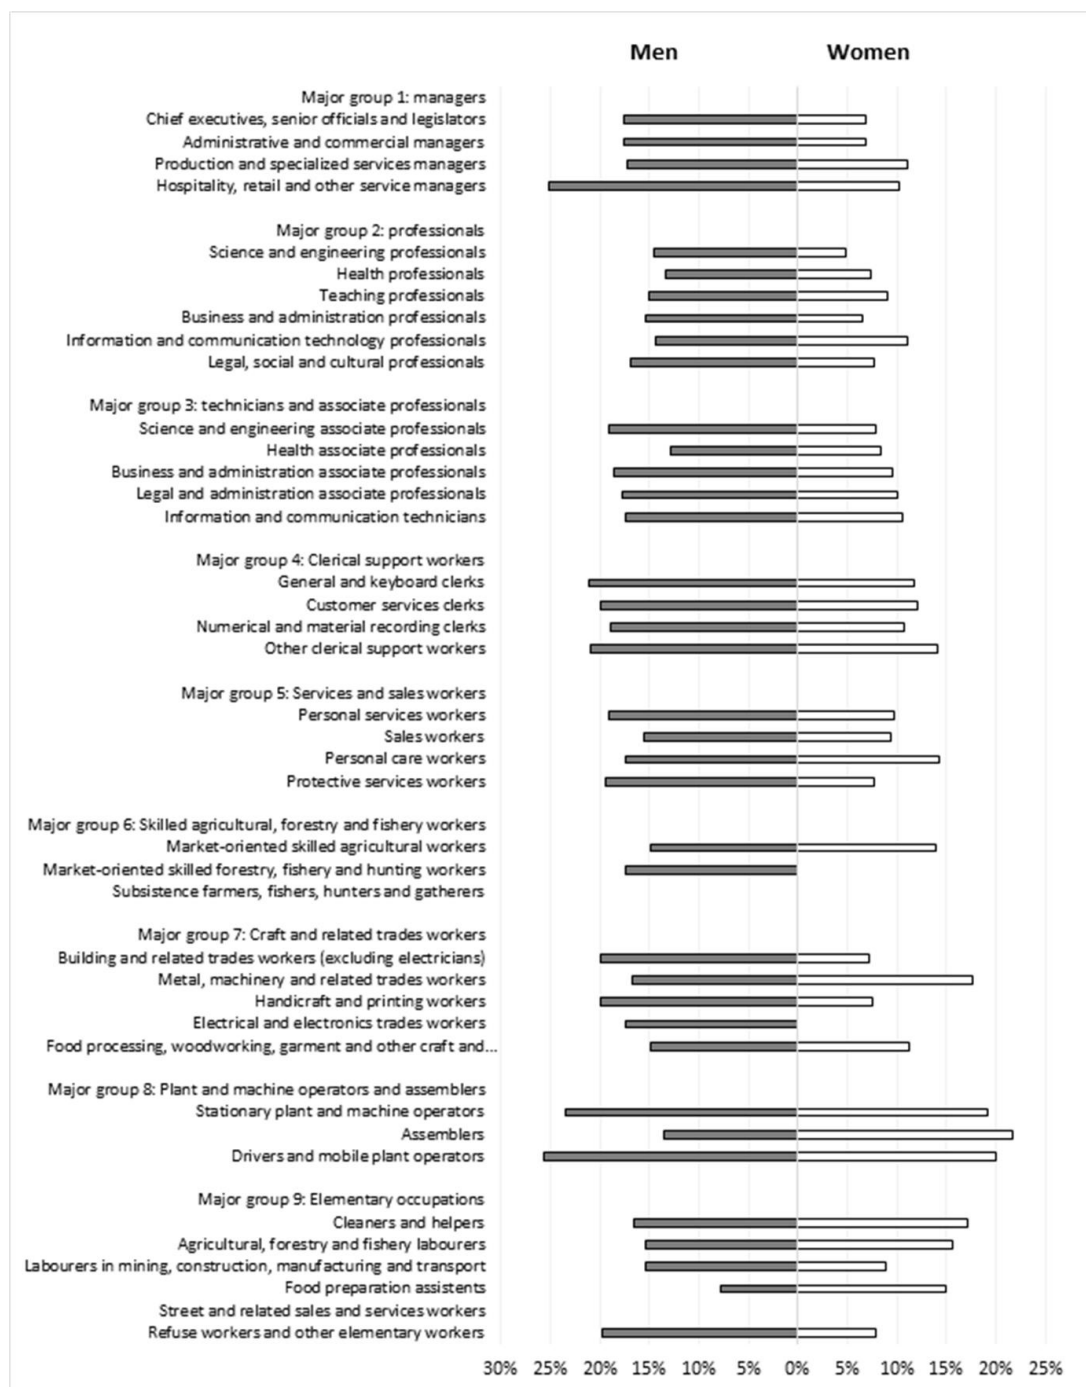 Men Women
Major group 1: managers
Chief executives, senior officials and legislators
Administrative and commercial managers
Production and specialized services managers
Hospitality, retail and other service managers
Major group 2: professionals
Science and engineering professionals
Health professionals
Teaching professionals
Business and administration professionals
Information and communication technology professionals
Legal, social and cultural professionals
Major group 3: technicians and associate professionals
Science and engineering associate professionals
Health associate professionals
Business and administration associate professionals
Legal and administration associate professionals
Information and communication technicians
Major group 4: Clerical support workers
General and keyboard clerks
Customer services clerks
Numerical and material recording clerks
Other clerical support workers
Major group 5: Services and sales workers
Personal services workers
Sales workers
Personal care workers
Protective services workers
Major group 6: Skilled agricultural, forestry and fishery workers
Market-oriented skilled agricultural workers
Market-oriented skilled forestry, fishery and hunting workers
Subsistence farmers, fishers, hunters and gatherers
Major group 7: Craft and related trades workers
Building and related trades workers (excluding electricians)
Metal, machinery and related trades workers
Handicraft and printing workers
Electrical and electronics trades workers
Food processing, woodworking, garment and other craft and...
Major group 8: Plant and machine operators and assemblers
Stationary plant and machine operators
Assemblers
Drivers and mobile plant operators
Major group 9: Elementary occupations
Cleaners and helpers
Agricultural, forestry and fishery labourers
Labourers in mining, construction, manufacturing and transport
Food preparation assistents
Street and related sales and services workers
Refuse workers and other elementary workers
30% 25% 20% 15% 10% 5% 0% 5% 10% 15% 20% 25%